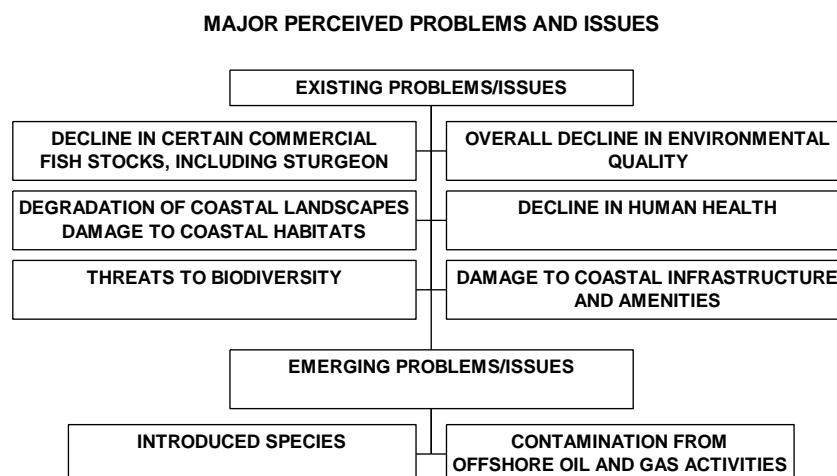 MAJOR PERCEIVED PROBLEMS AND ISSUES
EXISTING PROBLEMS/ISSUES
DECLINE IN CERTAIN COMMERCIAL
FISH STOCKS, INCLUDING STURGEON
OVERALL DECLINE IN ENVIRONMENTAL
QUALITY
DEGRADATION OF COASTAL LANDSCAPES
DAMAGE TO COASTAL HABITATS
DECLINE IN HUMAN HEALTH
THREATS TO BIODIVERSITY
DAMAGE TO COASTAL INFRASTRUCTURE
AND AMENITIES
EMERGING PROBLEMS/ISSUES
INTRODUCED SPECIES
CONTAMINATION FROM
OFFSHORE OIL AND GAS ACTIVITIES